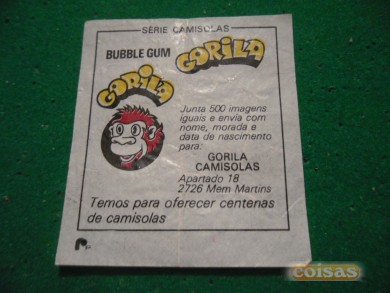 SÉRIE CAMISOLAS
BUBBLE GUM
GORILA
GORILA
Junta 500 imagens
iguais e envia com
nome, morada e
data de nascimento
para:
GORILA
CAMISOLAS
Apartado 18
2726 Mem Martins
Temos para oferecer centenas
de camisolas
coisas